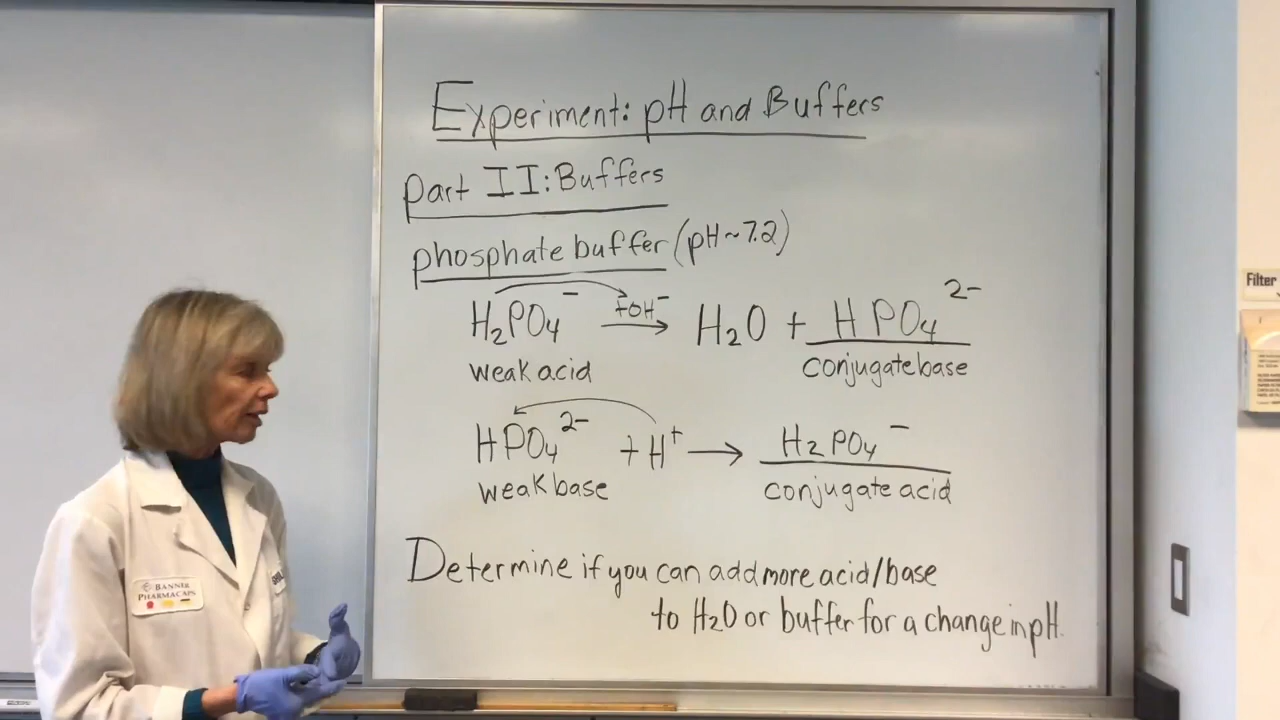 Experiment: pH and Buffers
Part II: Buffers
phosphate buffer (pH~7.2)
H₂PO₄⁻ +OH⁻ → H₂O + HPO₄²⁻
weak acid conjugate base
HPO₄²⁻ + H⁺ → H₂PO₄⁻
weak base conjugate acid
Determine if you can add more acid/base
to H₂O or buffer for a change in pH.
BANNER
PHARMACAPS
Filter